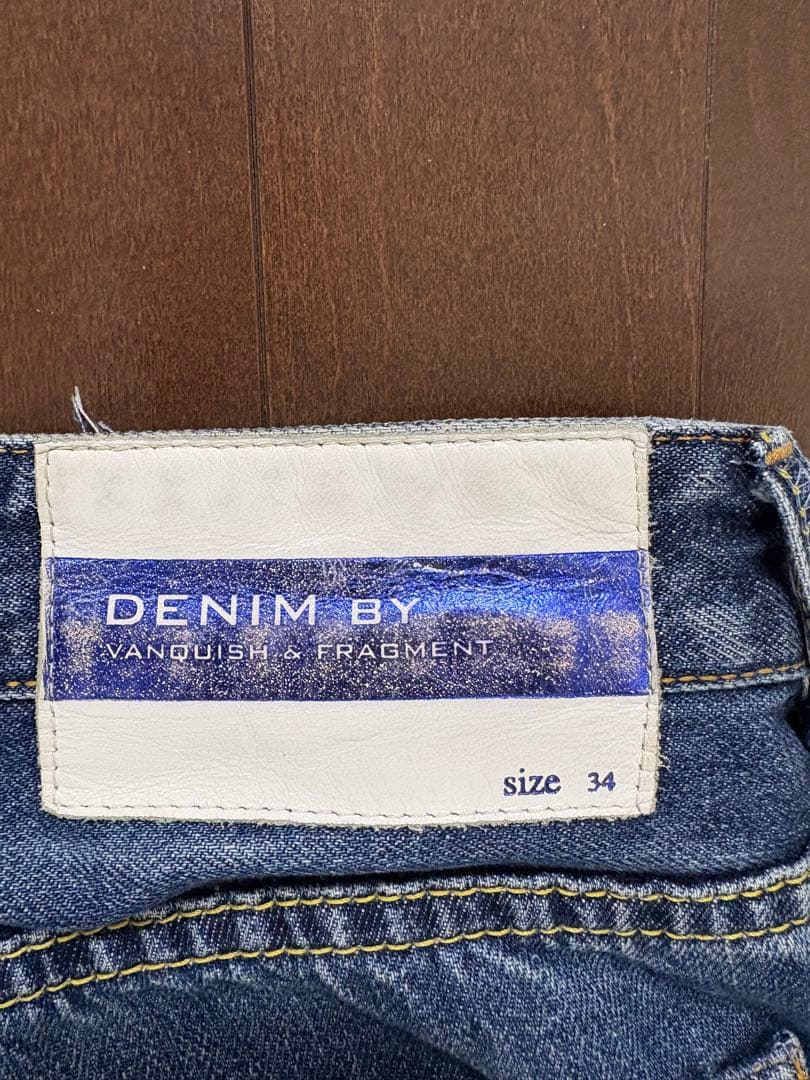 DENIM BY
VANQUISH & FRAGMENT
size 34